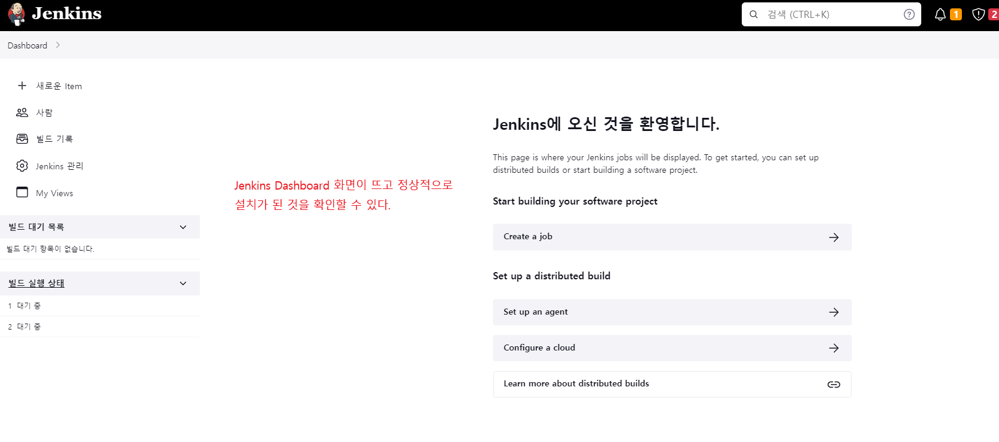 Jenkins
검색 (CTRL+K)
1
2
Dashboard
새로운 Item
사람
빌드 기록
Jenkins 관리
My Views
빌드 대기 목록
빌드 대기 항목이 없습니다.
빌드 실행 상태
1 대기 중
2 대기 중
Jenkins Dashboard 화면이 뜨고 정상적으로
설치가 된 것을 확인할 수 있다.
Jenkins에 오신 것을 환영합니다.
This page is where your Jenkins jobs will be displayed. To get started, you can set up
distributed builds or start building a software project.
Start building your software project
Create a job
Set up a distributed build
Set up an agent
Configure a cloud
Learn more about distributed builds